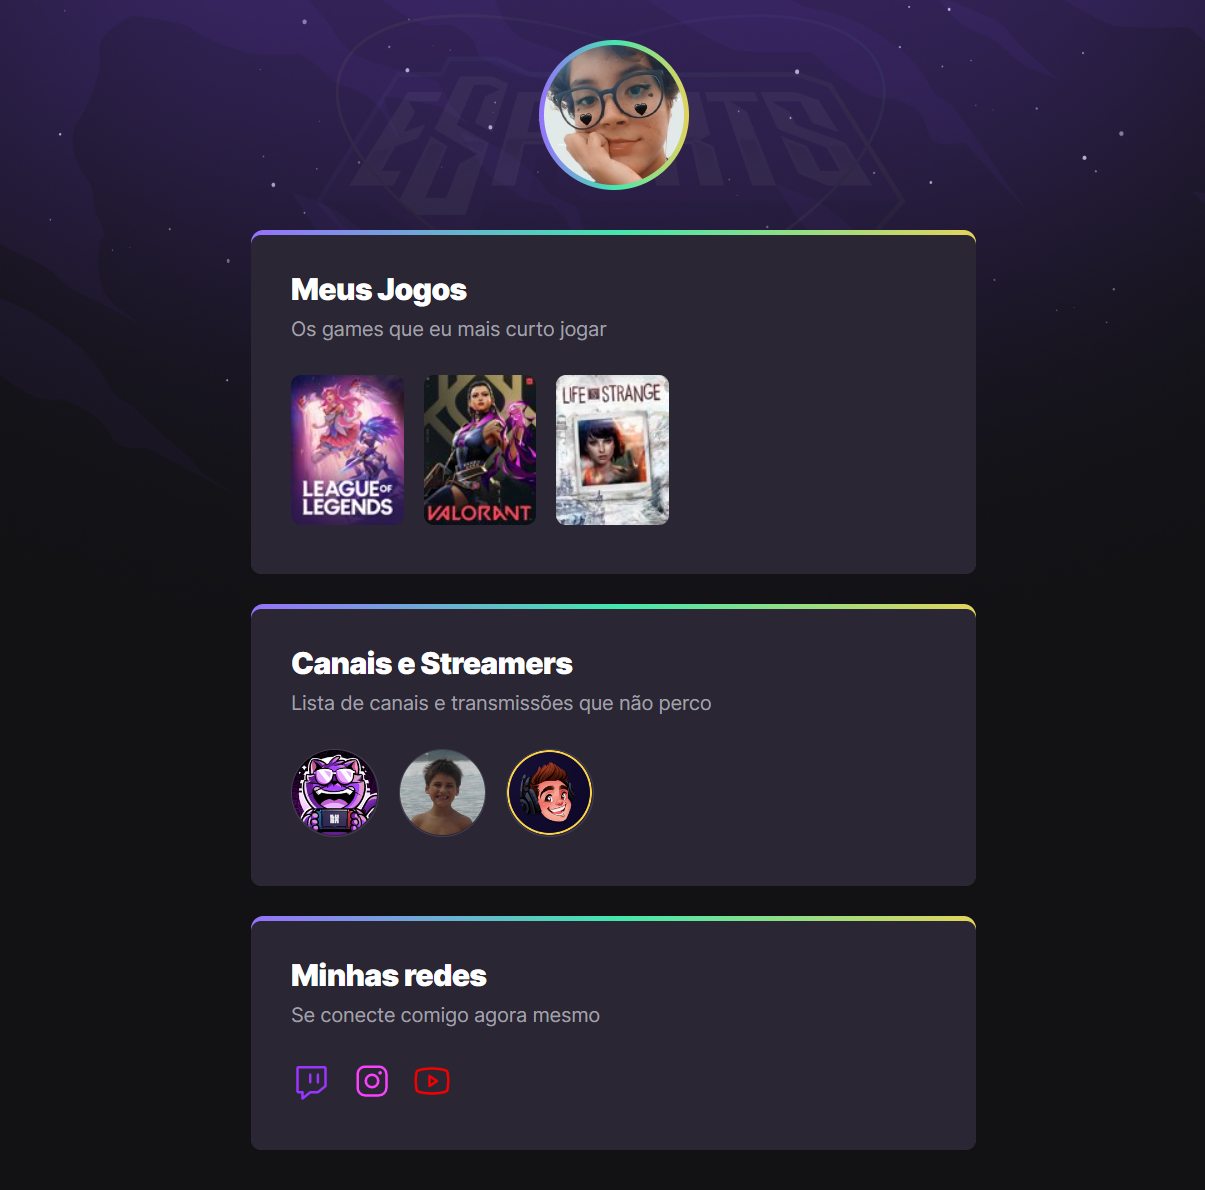 ESPORTS
Meus Jogos
Os games que eu mais curto jogar
LEAGUE OF
LEGENDS
VALORANT
LIFE IS STRANGE
Canais e Streamers
Lista de canais e transmissões que não perco
Minhas redes
Se conecte comigo agora mesmo